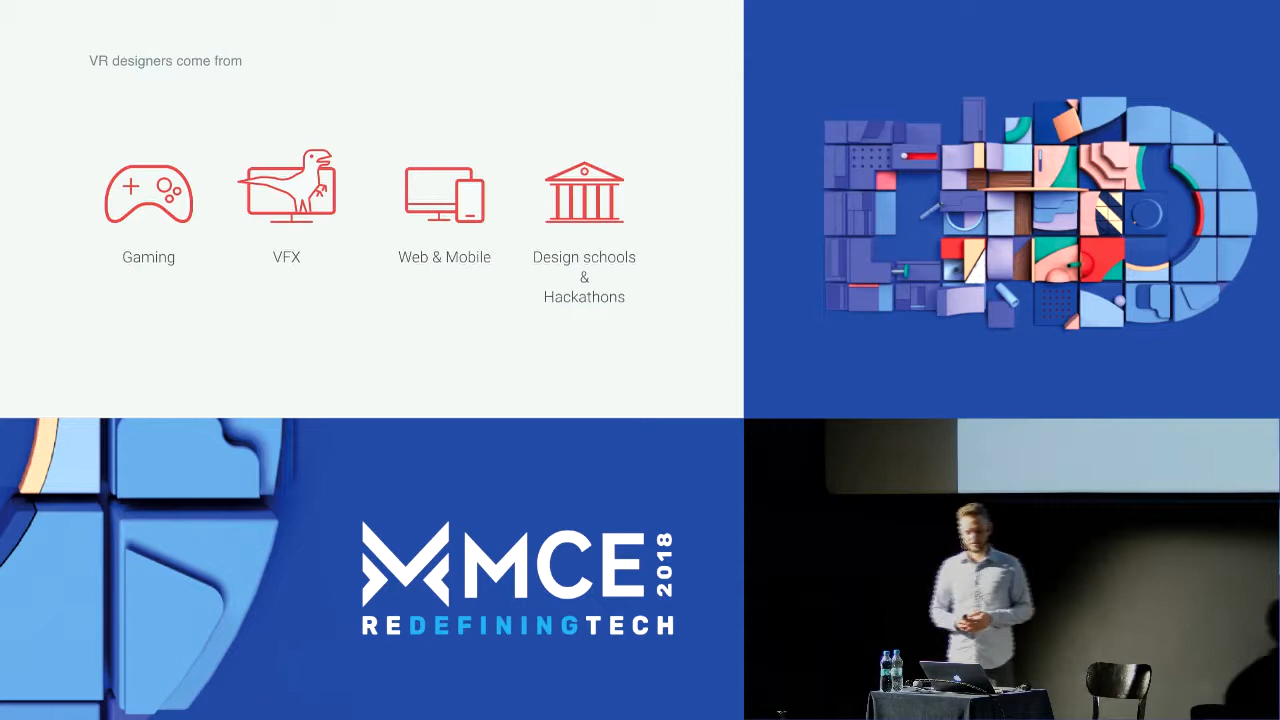 VR designers come from
Gaming
VFX
Web & Mobile
Design schools
&
Hackathons
MCE 2018
REDEFININGTECH